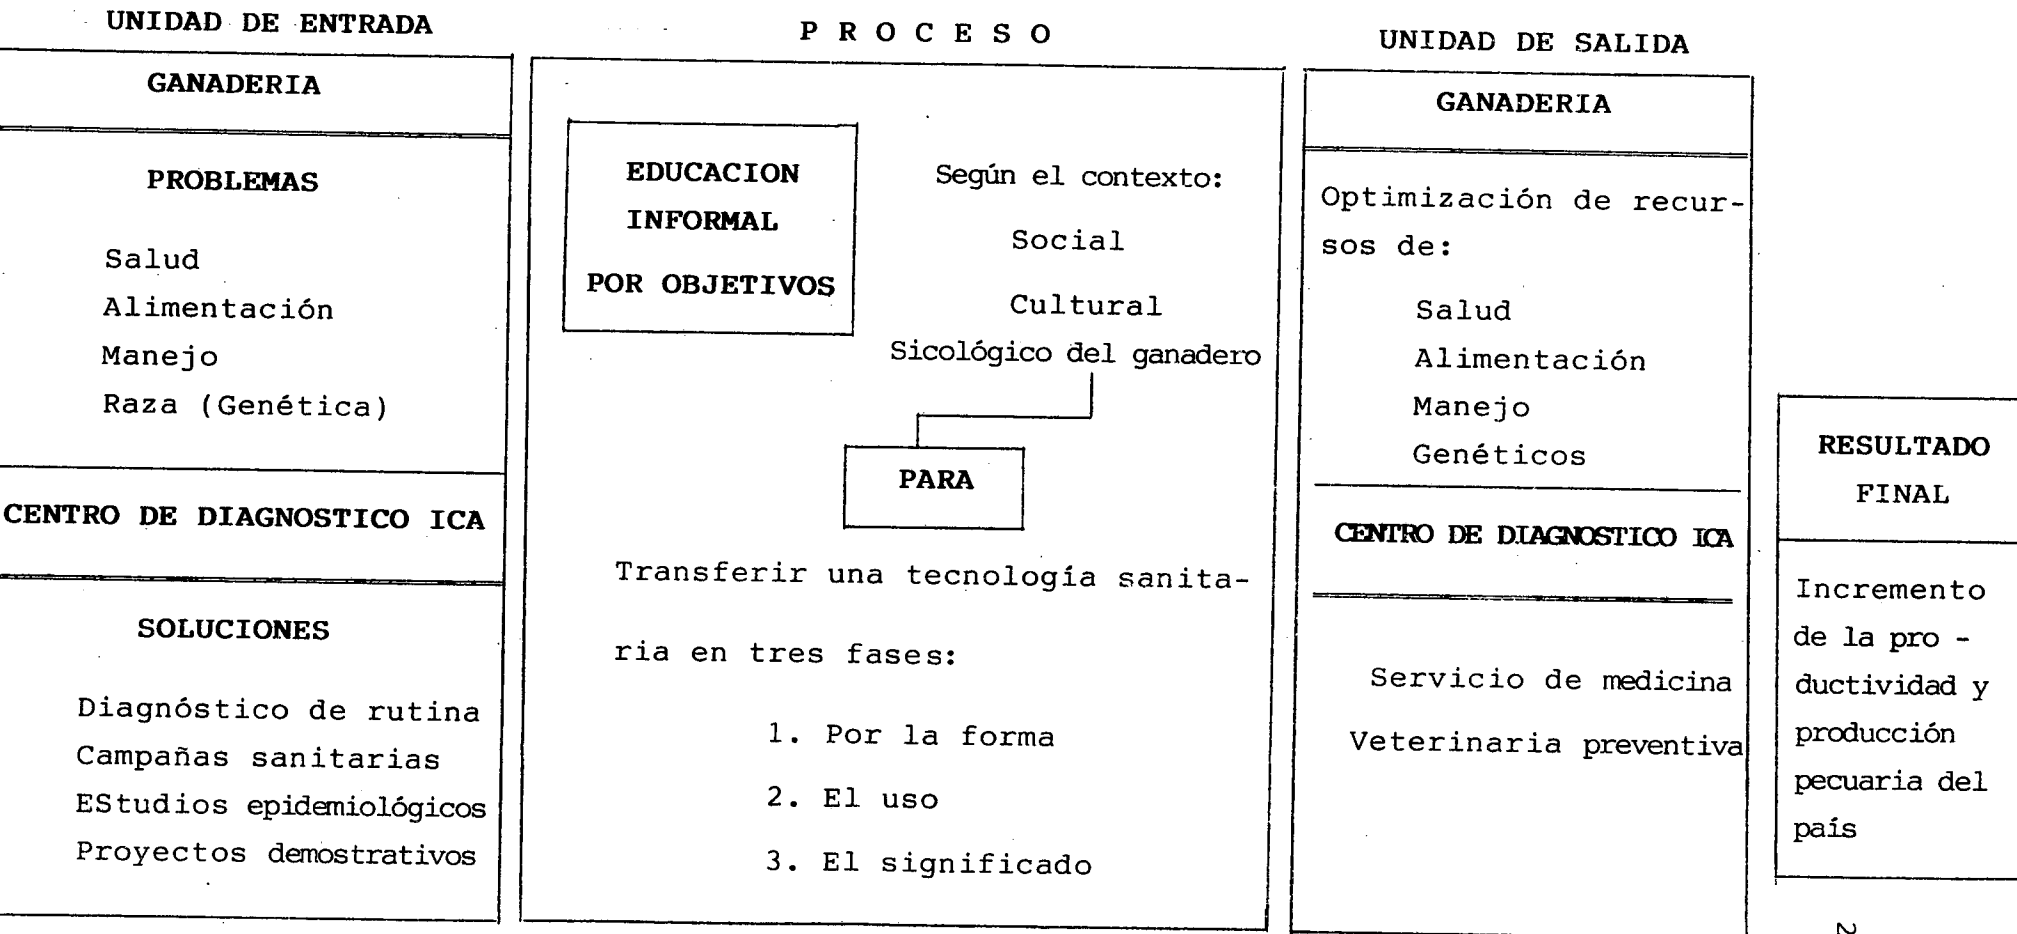 UNIDAD DE ENTRADA
GANADERIA
PROBLEMAS
Salud
Alimentación
Manejo
Raza (Genética)
CENTRO DE DIAGNOSTICO ICA
SOLUCIONES
Diagnóstico de rutina
Campañas sanitarias
EStudios epidemiológicos
Proyectos demostrativos
P R O C E S O
EDUCACION
INFORMAL
POR OBJETIVOS
Según el contexto:
Social
Cultural
Sicológico del ganadero
PARA
Transferir una tecnología sanita-
ria en tres fases:
1. Por la forma
2. El uso
3. El significado
UNIDAD DE SALIDA
GANADERIA
Optimización de recur-
sos de:
Salud
Alimentación
Manejo
Genéticos
CENTRO DE DIAGNOSTICO ICA
Servicio de medicina
Veterinaria preventiva
RESULTADO
FINAL
Incremento
de la pro -
ductividad y
producción
pecuaria del
país
2